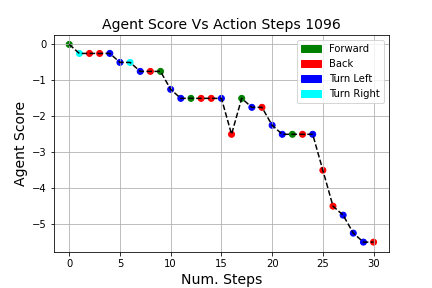 Agent Score Vs Action Steps 1096
Agent Score
0
−1
−2
−3
−4
−5
Forward
Back
Turn Left
Turn Right
0 5 10 15 20 25 30
Num. Steps